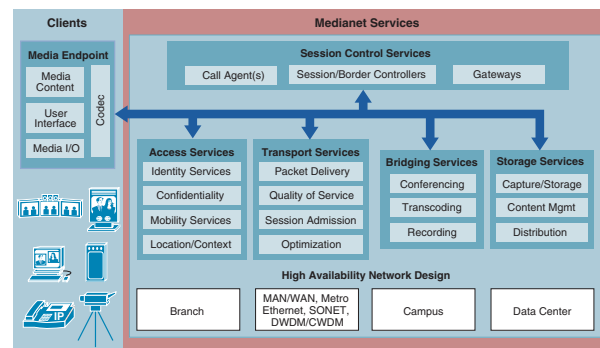 Clients
Medianet Services
Media Endpoint
Media
Content
User
Interface
Media I/O
Codec
Session Control Services
Call Agent(s)
Session/Border Controllers
Gateways
Access Services
Identity Services
Confidentiality
Mobility Services
Location/Context
Transport Services
Packet Delivery
Quality of Service
Session Admission
Optimization
Bridging Services
Conferencing
Transcoding
Recording
Storage Services
Capture/Storage
Content Mgmt
Distribution
?
IP
High Availability Network Design
Branch
MAN/WAN, Metro
Ethernet, SONET,
DWDM/CWDM
Campus
Data Center